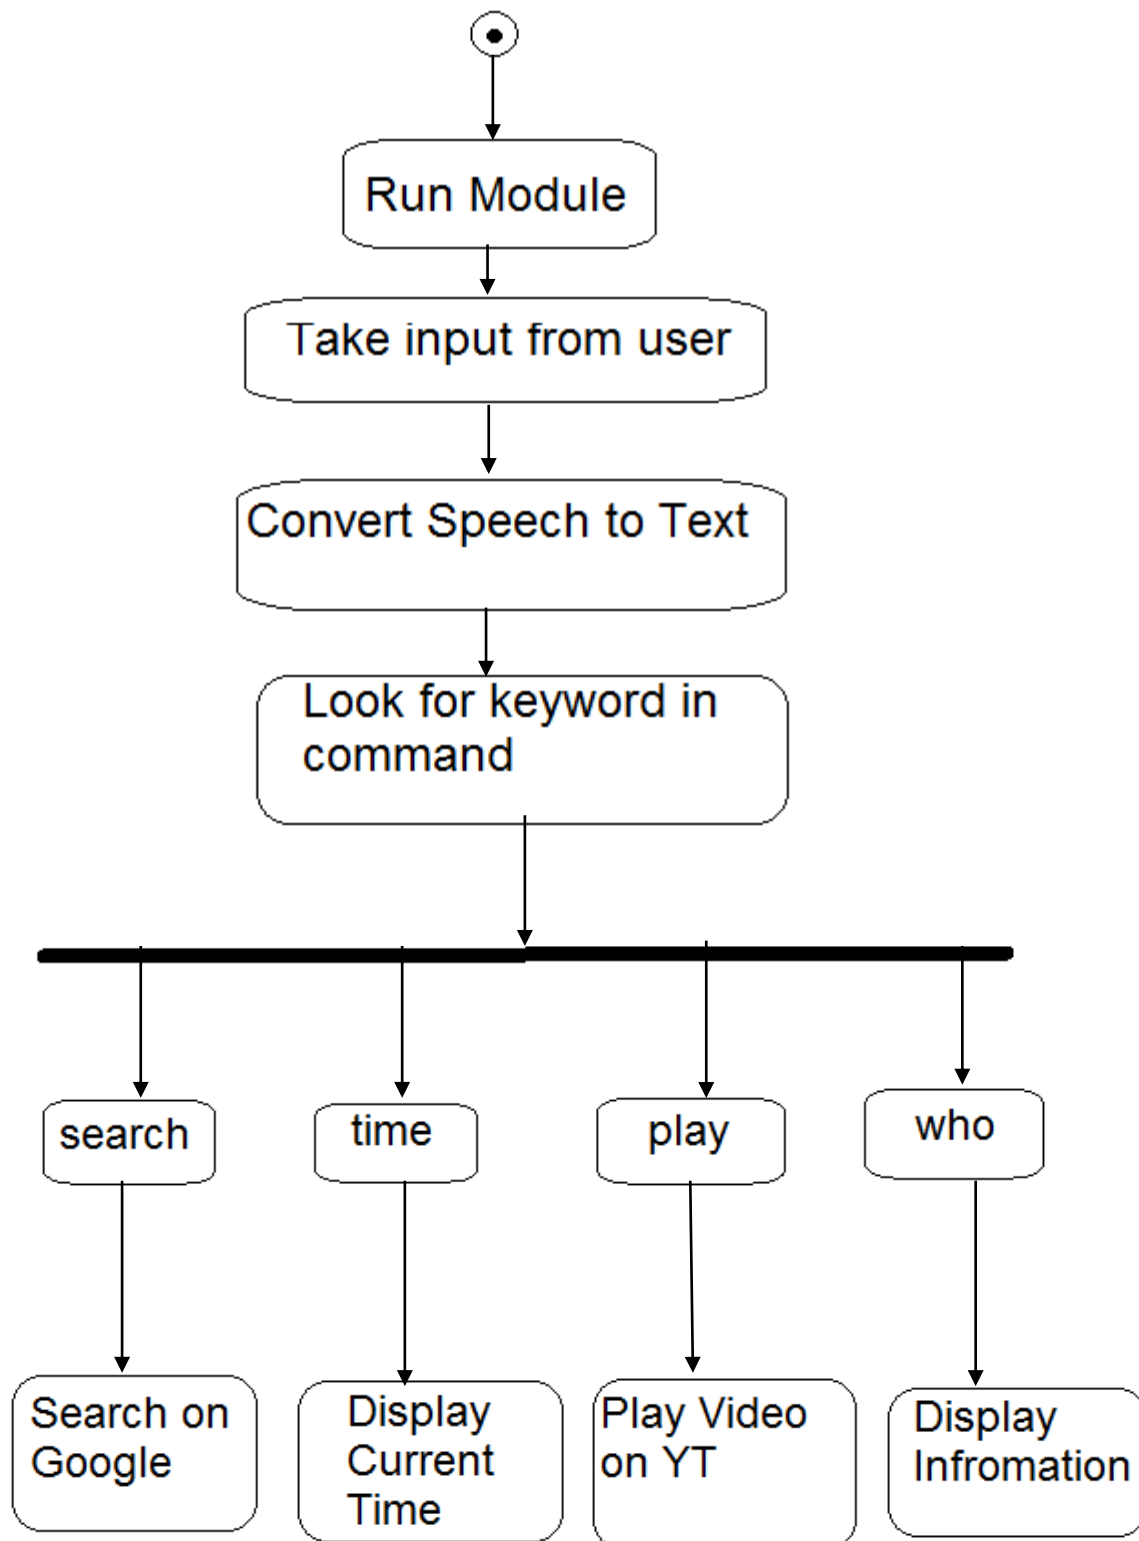 Run Module
Take input from user
Convert Speech to Text
Look for keyword in
command
search
time
play
who
Search on
Google
Display
Current
Time
Play Video
on YT
Display
Infromation